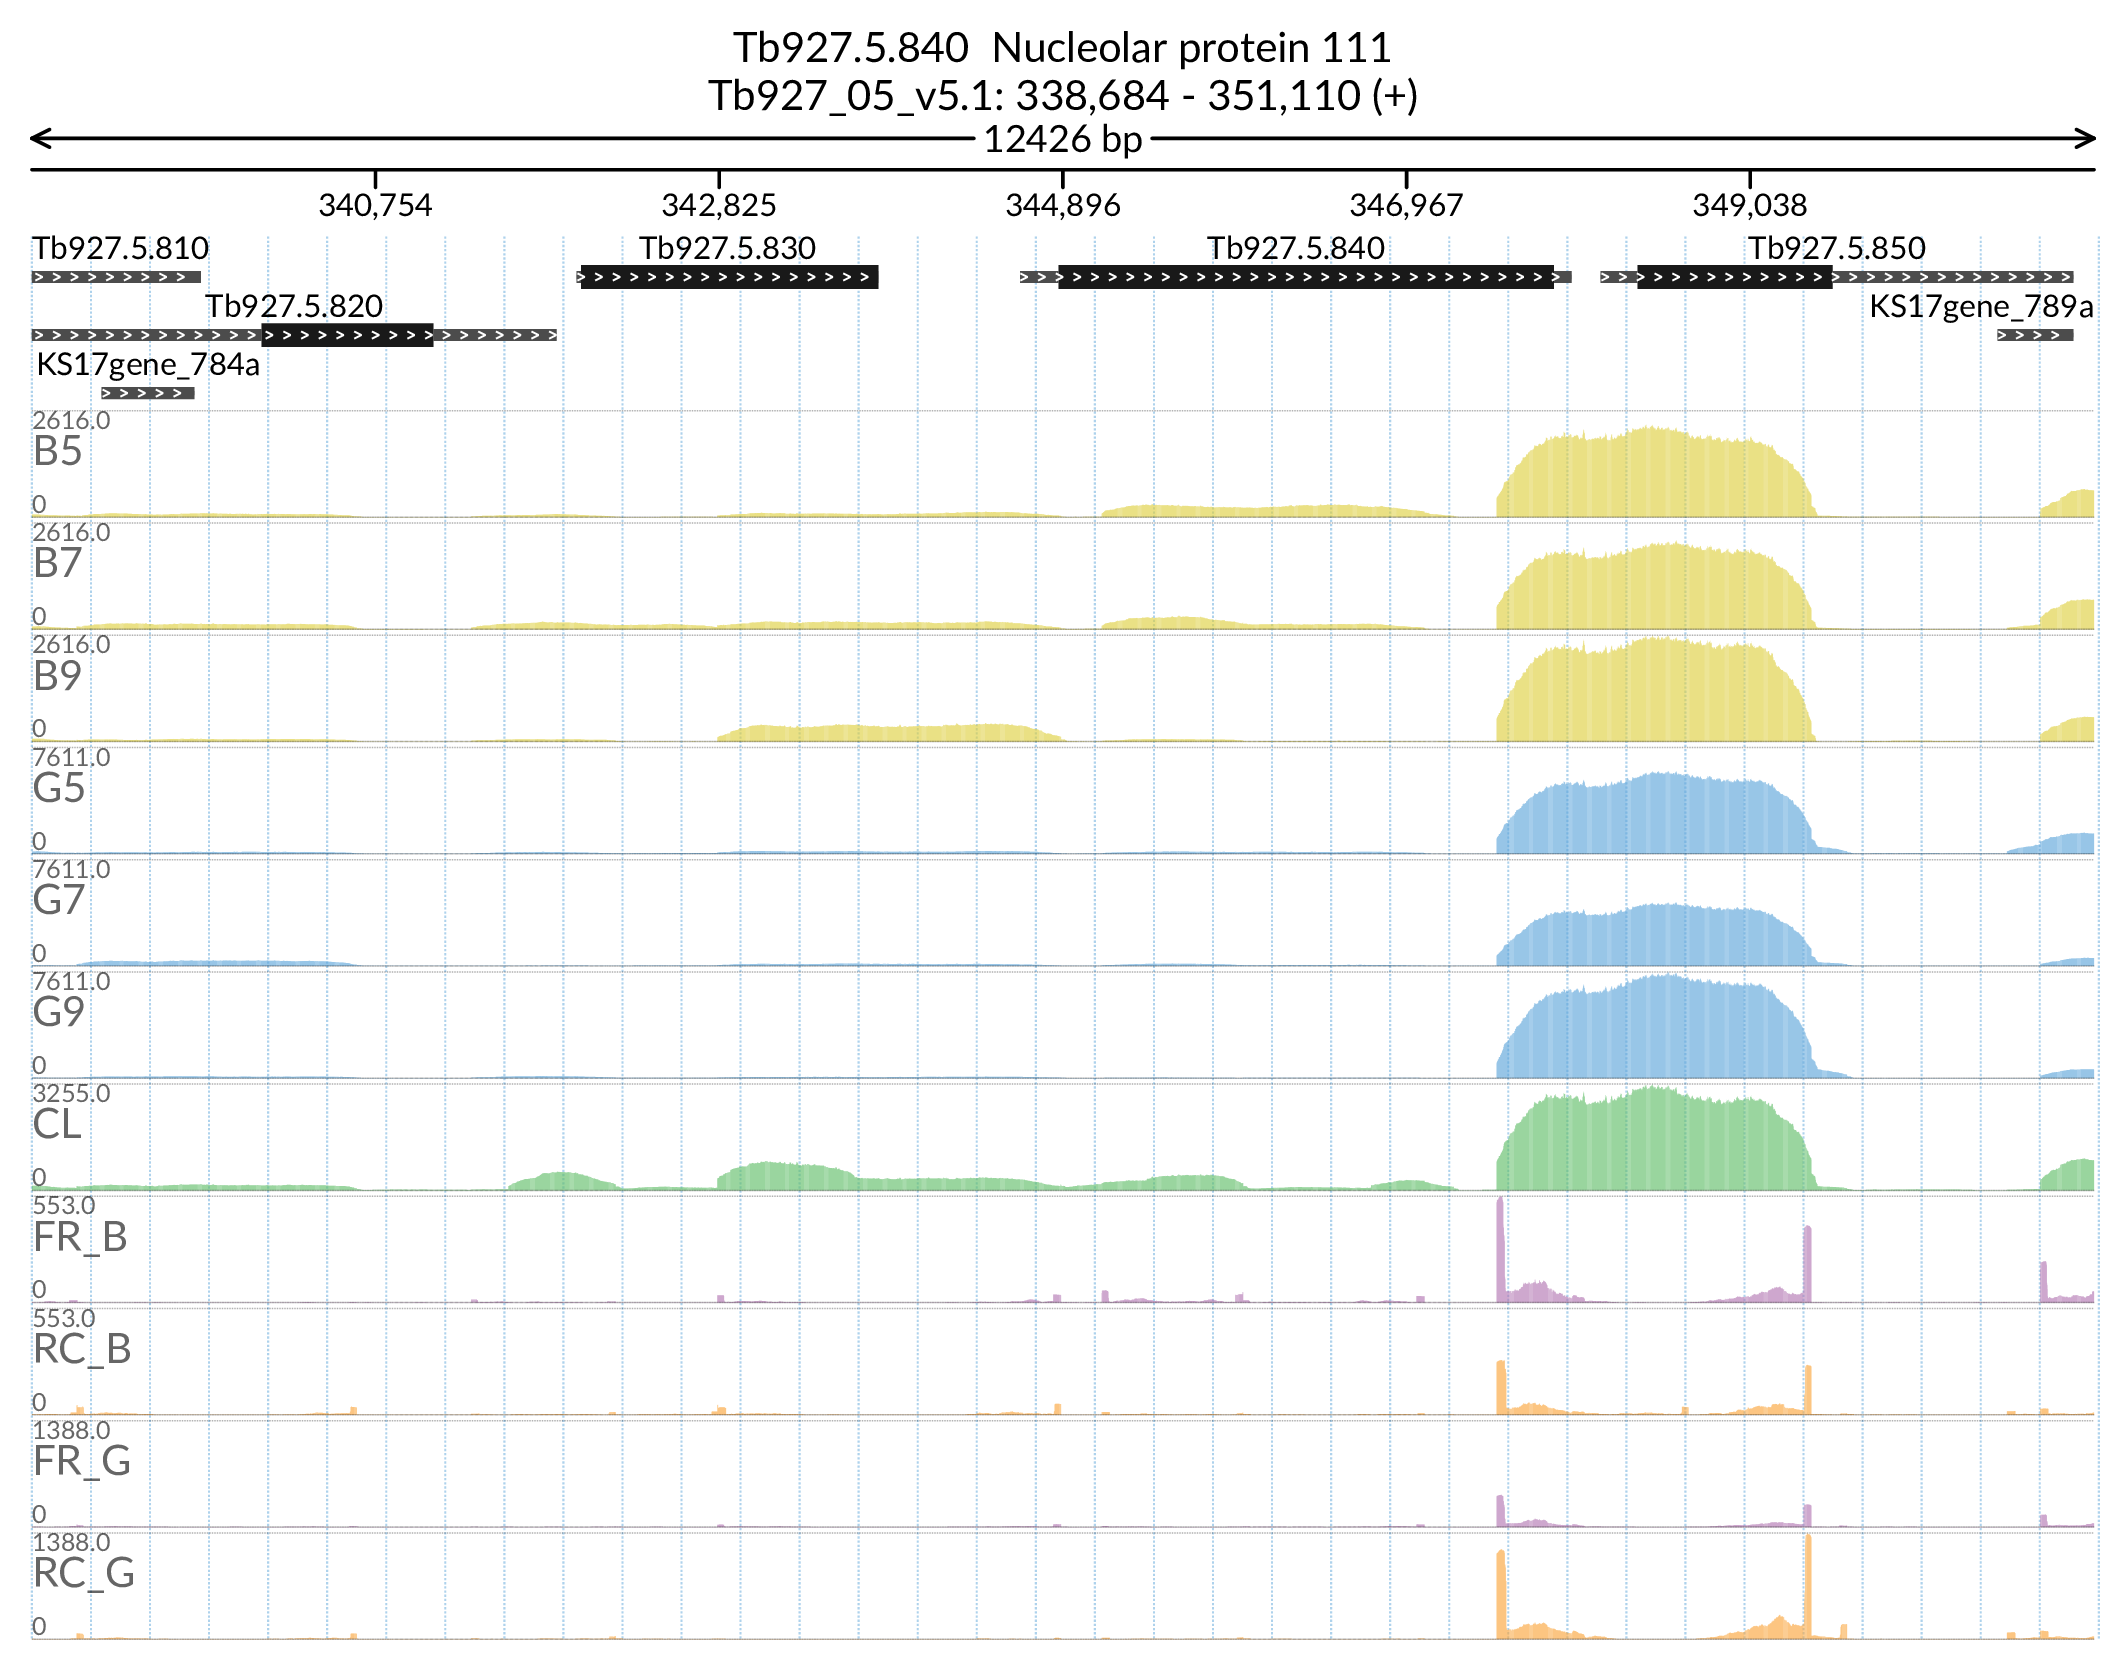 Tb927.5.840  Nucleolar protein 111
Tb927_05_v5.1: 338,684 - 351,110 (+)
12426 bp
340,754 342,825 344,896 346,967 349,038
Tb927.5.810 Tb927.5.830 Tb927.5.840 Tb927.5.850
Tb927.5.820 KS17gene_789a
KS17gene_784a
2616.0
B5
0
2616.0
B7
0
2616.0
B9
0
7611.0
G5
0
7611.0
G7
0
7611.0
G9
0
3255.0
CL
0
553.0
FR_B
0
553.0
RC_B
0
1388.0
FR_G
0
1388.0
RC_G
0